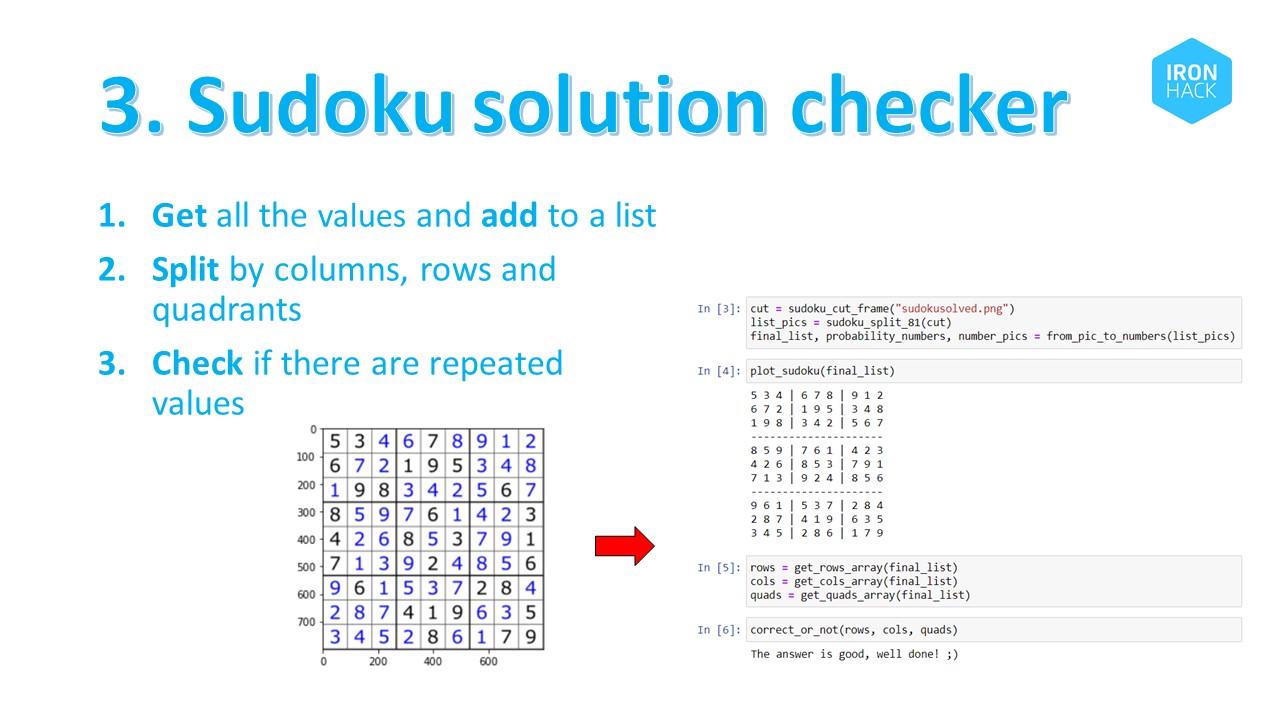 3. Sudoku solution checker
IRON
HACK
1. Get all the values and add to a list
2. Split by columns, rows and
quadrants
3. Check if there are repeated
values
0
100
200
300
400
500
600
700
5 3 4 6 7 8 9 1 2
6 7 2 1 9 5 3 4 8
1 9 8 3 4 2 5 6 7
8 5 9 7 6 1 4 2 3
4 2 6 8 5 3 7 9 1
7 1 3 9 2 4 8 5 6
9 6 1 5 3 7 2 8 4
2 8 7 4 1 9 6 3 5
3 4 5 2 8 6 1 7 9
0 200 400 600
In [3]: cut = sudoku_cut_frame("sudokusolved.png")
list_pics = sudoku_split_81(cut)
final_list, probability_numbers, number_pics = from_pic_to_numbers(list_pics)
In [4]: plot_sudoku(final_list)
5 3 4 | 6 7 8 | 9 1 2
6 7 2 | 1 9 5 | 3 4 8
1 9 8 | 3 4 2 | 5 6 7
---------------------
8 5 9 | 7 6 1 | 4 2 3
4 2 6 | 8 5 3 | 7 9 1
7 1 3 | 9 2 4 | 8 5 6
---------------------
9 6 1 | 5 3 7 | 2 8 4
2 8 7 | 4 1 9 | 6 3 5
3 4 5 | 2 8 6 | 1 7 9
In [5]: rows = get_rows_array(final_list)
cols = get_cols_array(final_list)
quads = get_quads_array(final_list)
In [6]: correct_or_not(rows, cols, quads)
The answer is good, well done! ;)